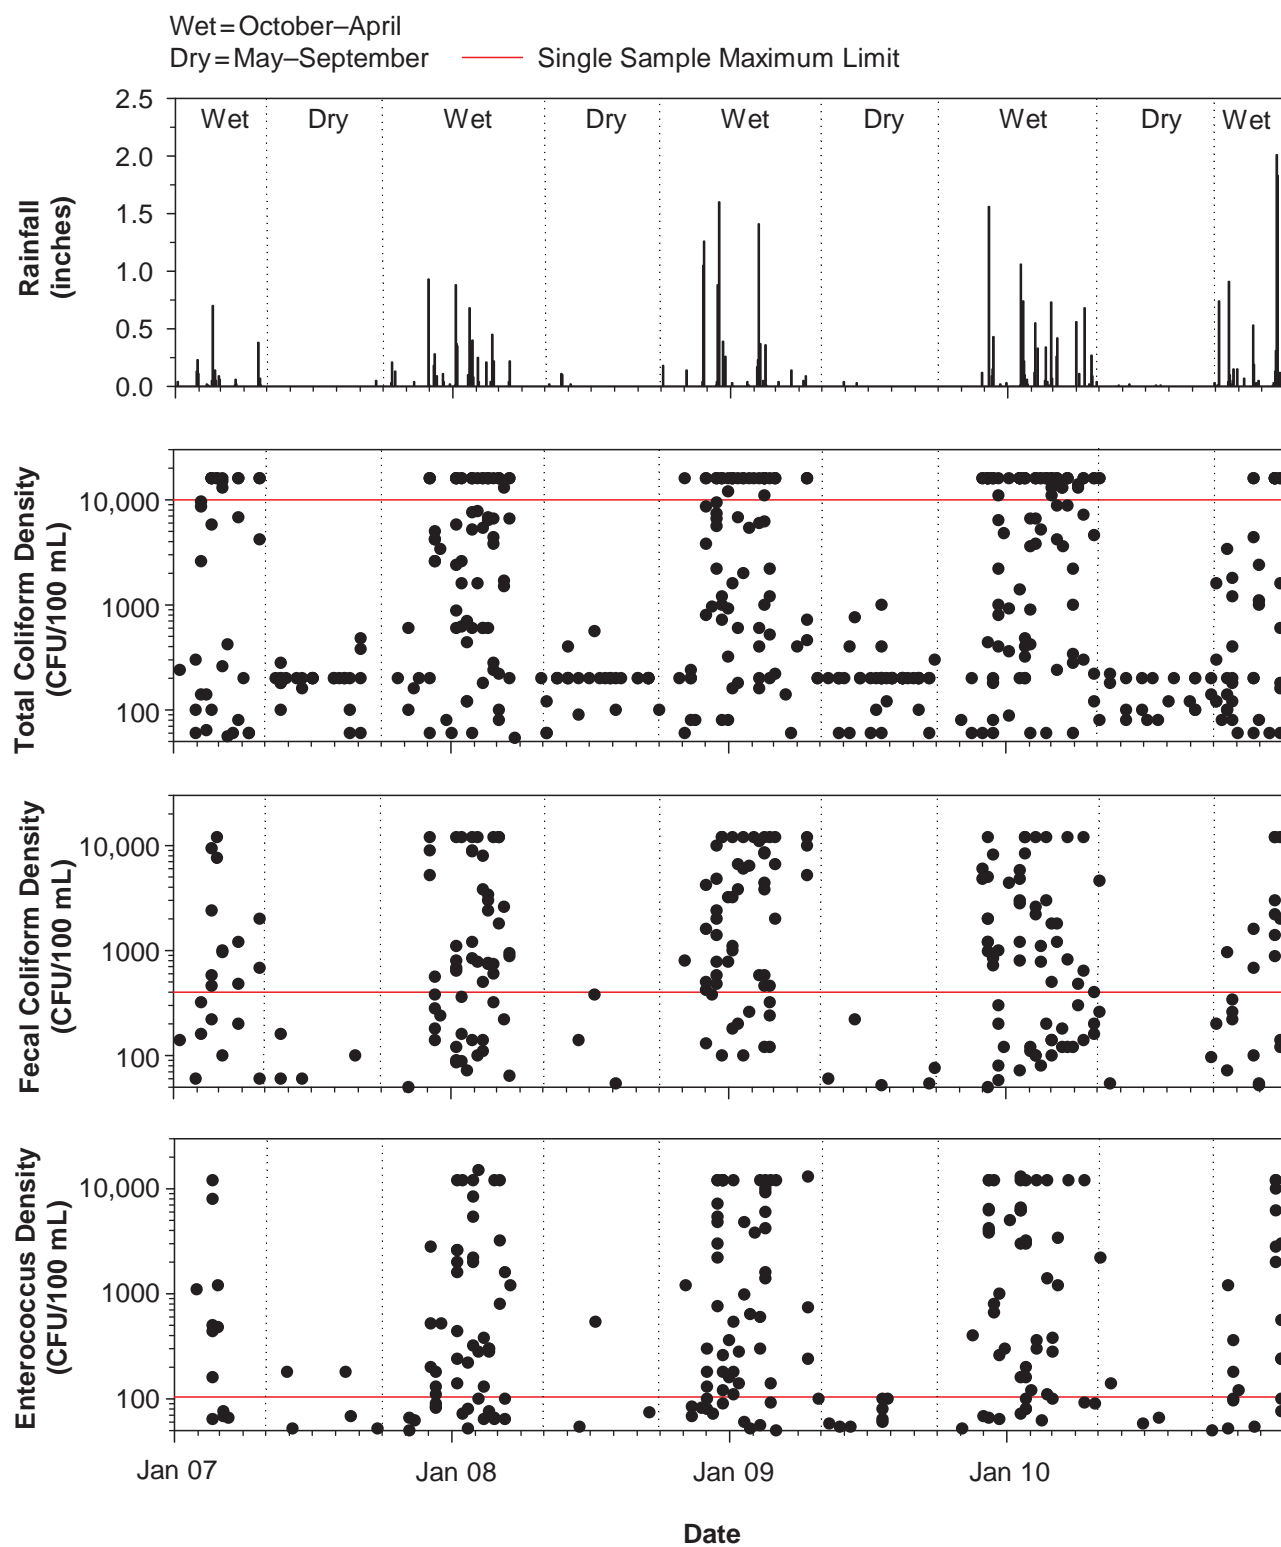 Wet=October–April
Dry=May–September Single Sample Maximum Limit
Rainfall
(inches)
2.5
2.0
1.5
1.0
0.5
0.0
Wet Dry Wet Dry Wet Dry Wet Dry Wet
Total Coliform Density
(CFU/100 mL)
10,000
1000
100
Fecal Coliform Density
(CFU/100 mL)
10,000
1000
100
Enterococcus Density
(CFU/100 mL)
10,000
1000
100
Jan 07 Jan 08 Jan 09 Jan 10
Date